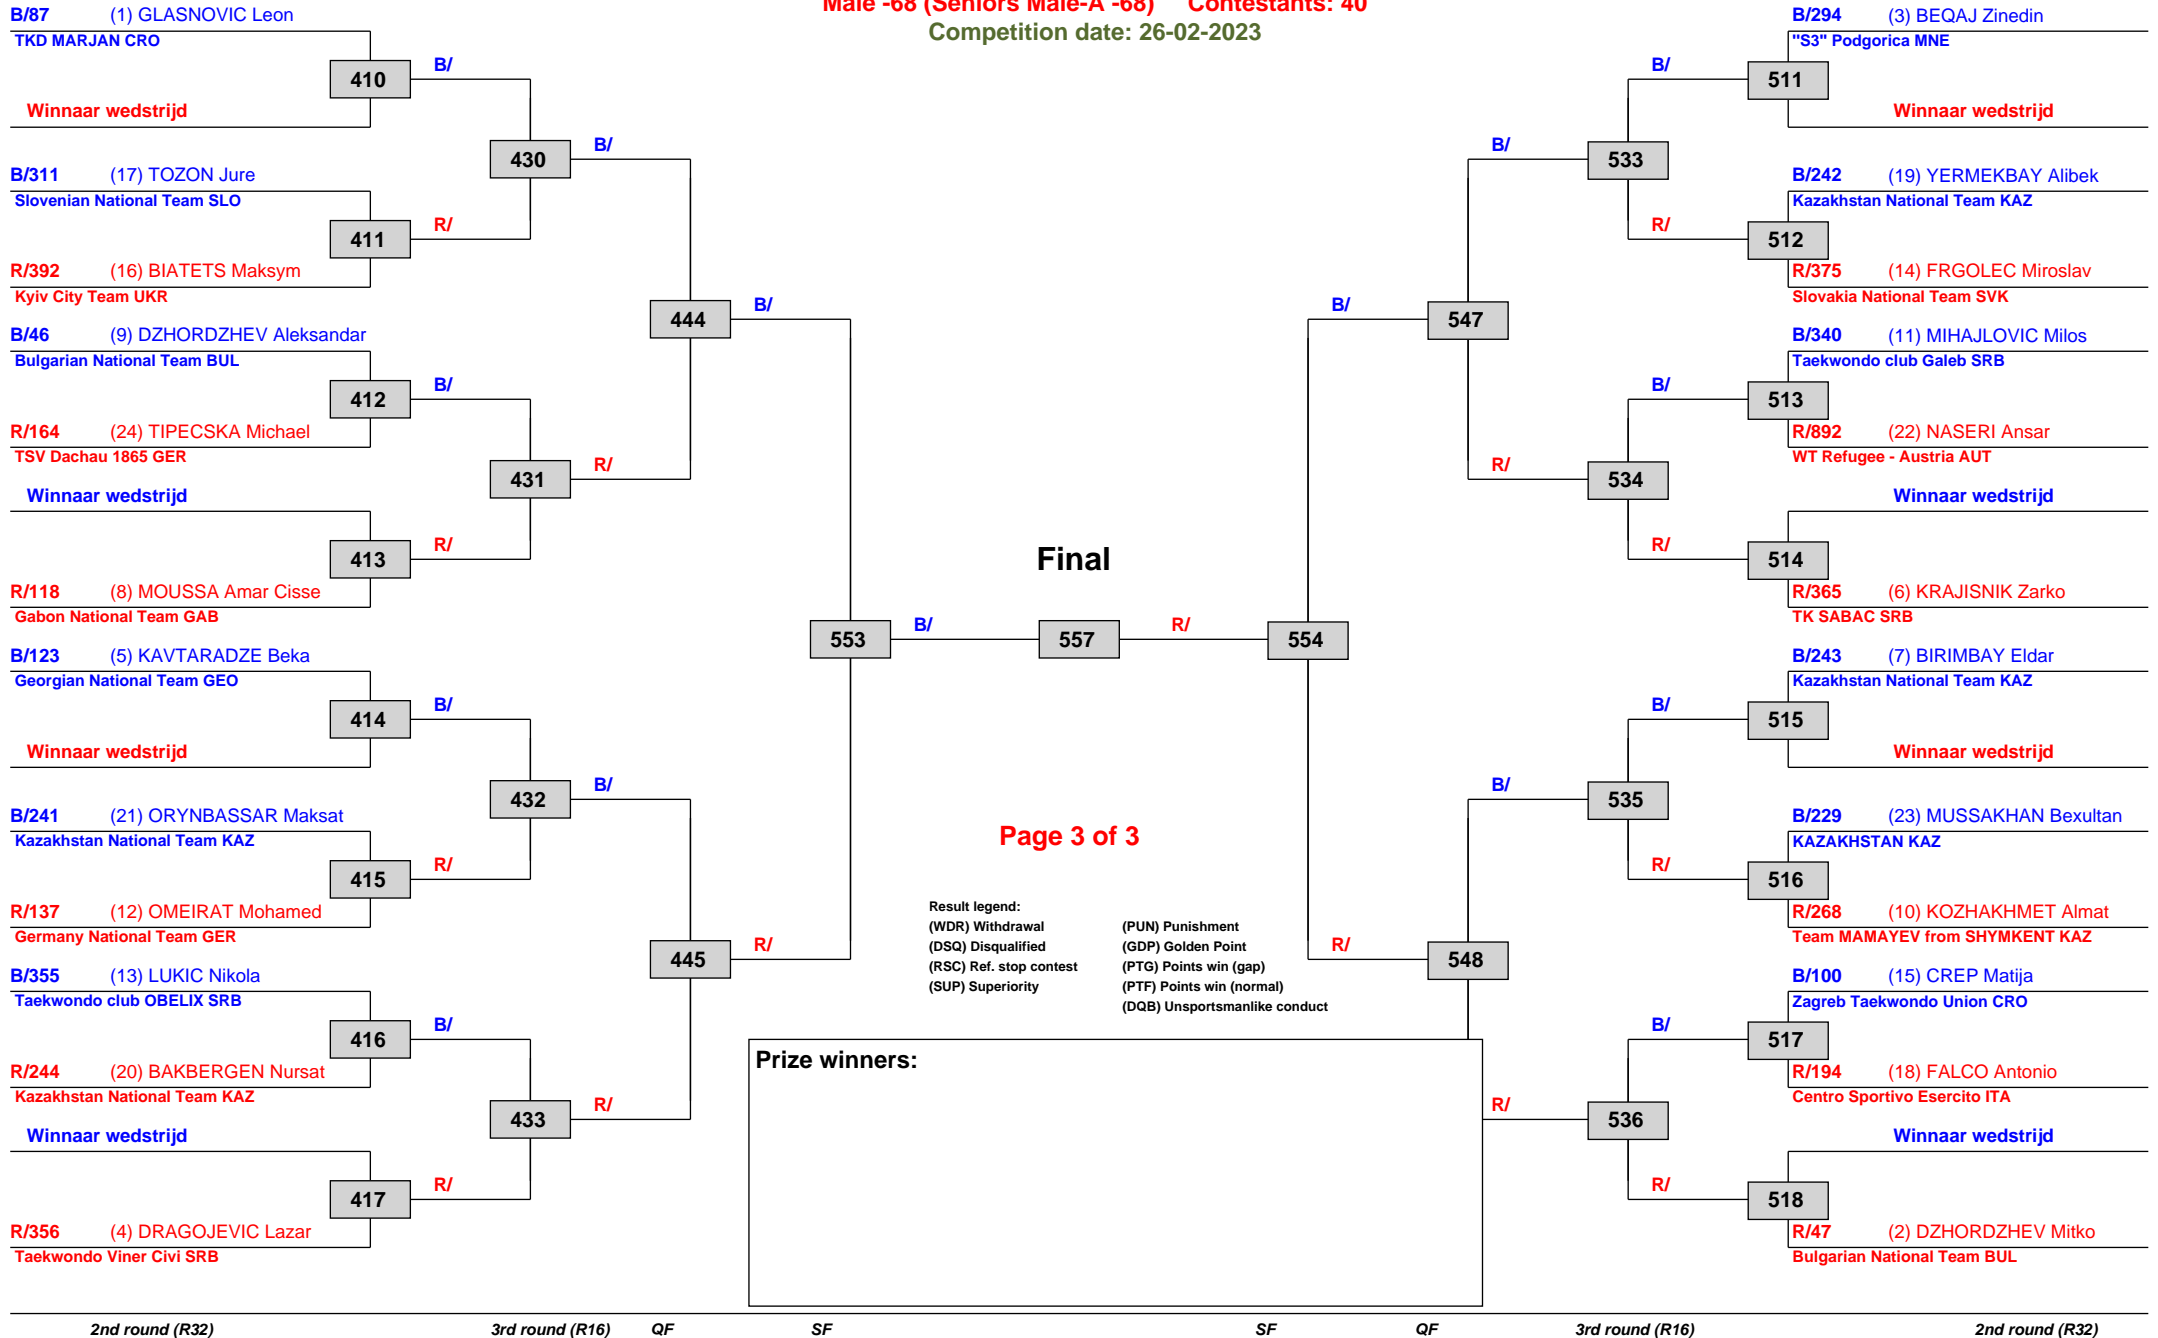 Male -68 (Seniors Male-A -68) Contestants: 40
Competition date: 26-02-2023
B/87 (1) GLASNOVIC Leon
TKD MARJAN CRO
410
B/
Winnaar wedstrijd
430
B/
B/311 (17) TOZON Jure
Slovenian National Team SLO
411
R/
R/392 (16) BIATETS Maksym
Kyiv City Team UKR
444
B/
B/46 (9) DZHORDZHEV Aleksandar
Bulgarian National Team BUL
412
B/
R/164 (24) TIPECSKA Michael
TSV Dachau 1865 GER
431
R/
Winnaar wedstrijd
413
R/
R/118 (8) MOUSSA Amar Cisse
Gabon National Team GAB
553
B/
B/123 (5) KAVTARADZE Beka
Georgian National Team GEO
414
B/
Winnaar wedstrijd
432
B/
B/241 (21) ORYNBASSAR Maksat
Kazakhstan National Team KAZ
415
R/
R/137 (12) OMEIRAT Mohamed
Germany National Team GER
445
R/
B/355 (13) LUKIC Nikola
Taekwondo club OBELIX SRB
416
B/
R/244 (20) BAKBERGEN Nursat
Kazakhstan National Team KAZ
433
R/
Winnaar wedstrijd
417
R/
R/356 (4) DRAGOJEVIC Lazar
Taekwondo Viner Civi SRB
Final
557
Page 3 of 3
Result legend:
(WDR) Withdrawal (PUN) Punishment
(DSQ) Disqualified (GDP) Golden Point
(RSC) Ref. stop contest (PTG) Points win (gap)
(SUP) Superiority (PTF) Points win (normal)
(DQB) Unsportsmanlike conduct
Prize winners:
B/294 (3) BEQAJ Zinedin
"S3" Podgorica MNE
B/
511
Winnaar wedstrijd
B/
533
B/242 (19) YERMEKBAY Alibek
Kazakhstan National Team KAZ
R/
512
R/375 (14) FRGOLEC Miroslav
Slovakia National Team SVK
B/
547
B/340 (11) MIHAJLOVIC Milos
Taekwondo club Galeb SRB
B/
513
R/892 (22) NASERI Ansar
WT Refugee - Austria AUT
R/
534
Winnaar wedstrijd
R/
514
R/365 (6) KRAJISNIK Zarko
TK SABAC SRB
R/
554
B/243 (7) BIRIMBAY Eldar
Kazakhstan National Team KAZ
B/
515
Winnaar wedstrijd
B/
535
B/229 (23) MUSSAKHAN Bexultan
KAZAKHSTAN KAZ
R/
516
R/268 (10) KOZHAKHMET Almat
Team MAMAYEV from SHYMKENT KAZ
R/
548
B/100 (15) CREP Matija
Zagreb Taekwondo Union CRO
B/
517
R/194 (18) FALCO Antonio
Centro Sportivo Esercito ITA
R/
536
Winnaar wedstrijd
R/
518
R/47 (2) DZHORDZHEV Mitko
Bulgarian National Team BUL
2nd round (R32) 3rd round (R16) QF SF SF QF 3rd round (R16) 2nd round (R32)